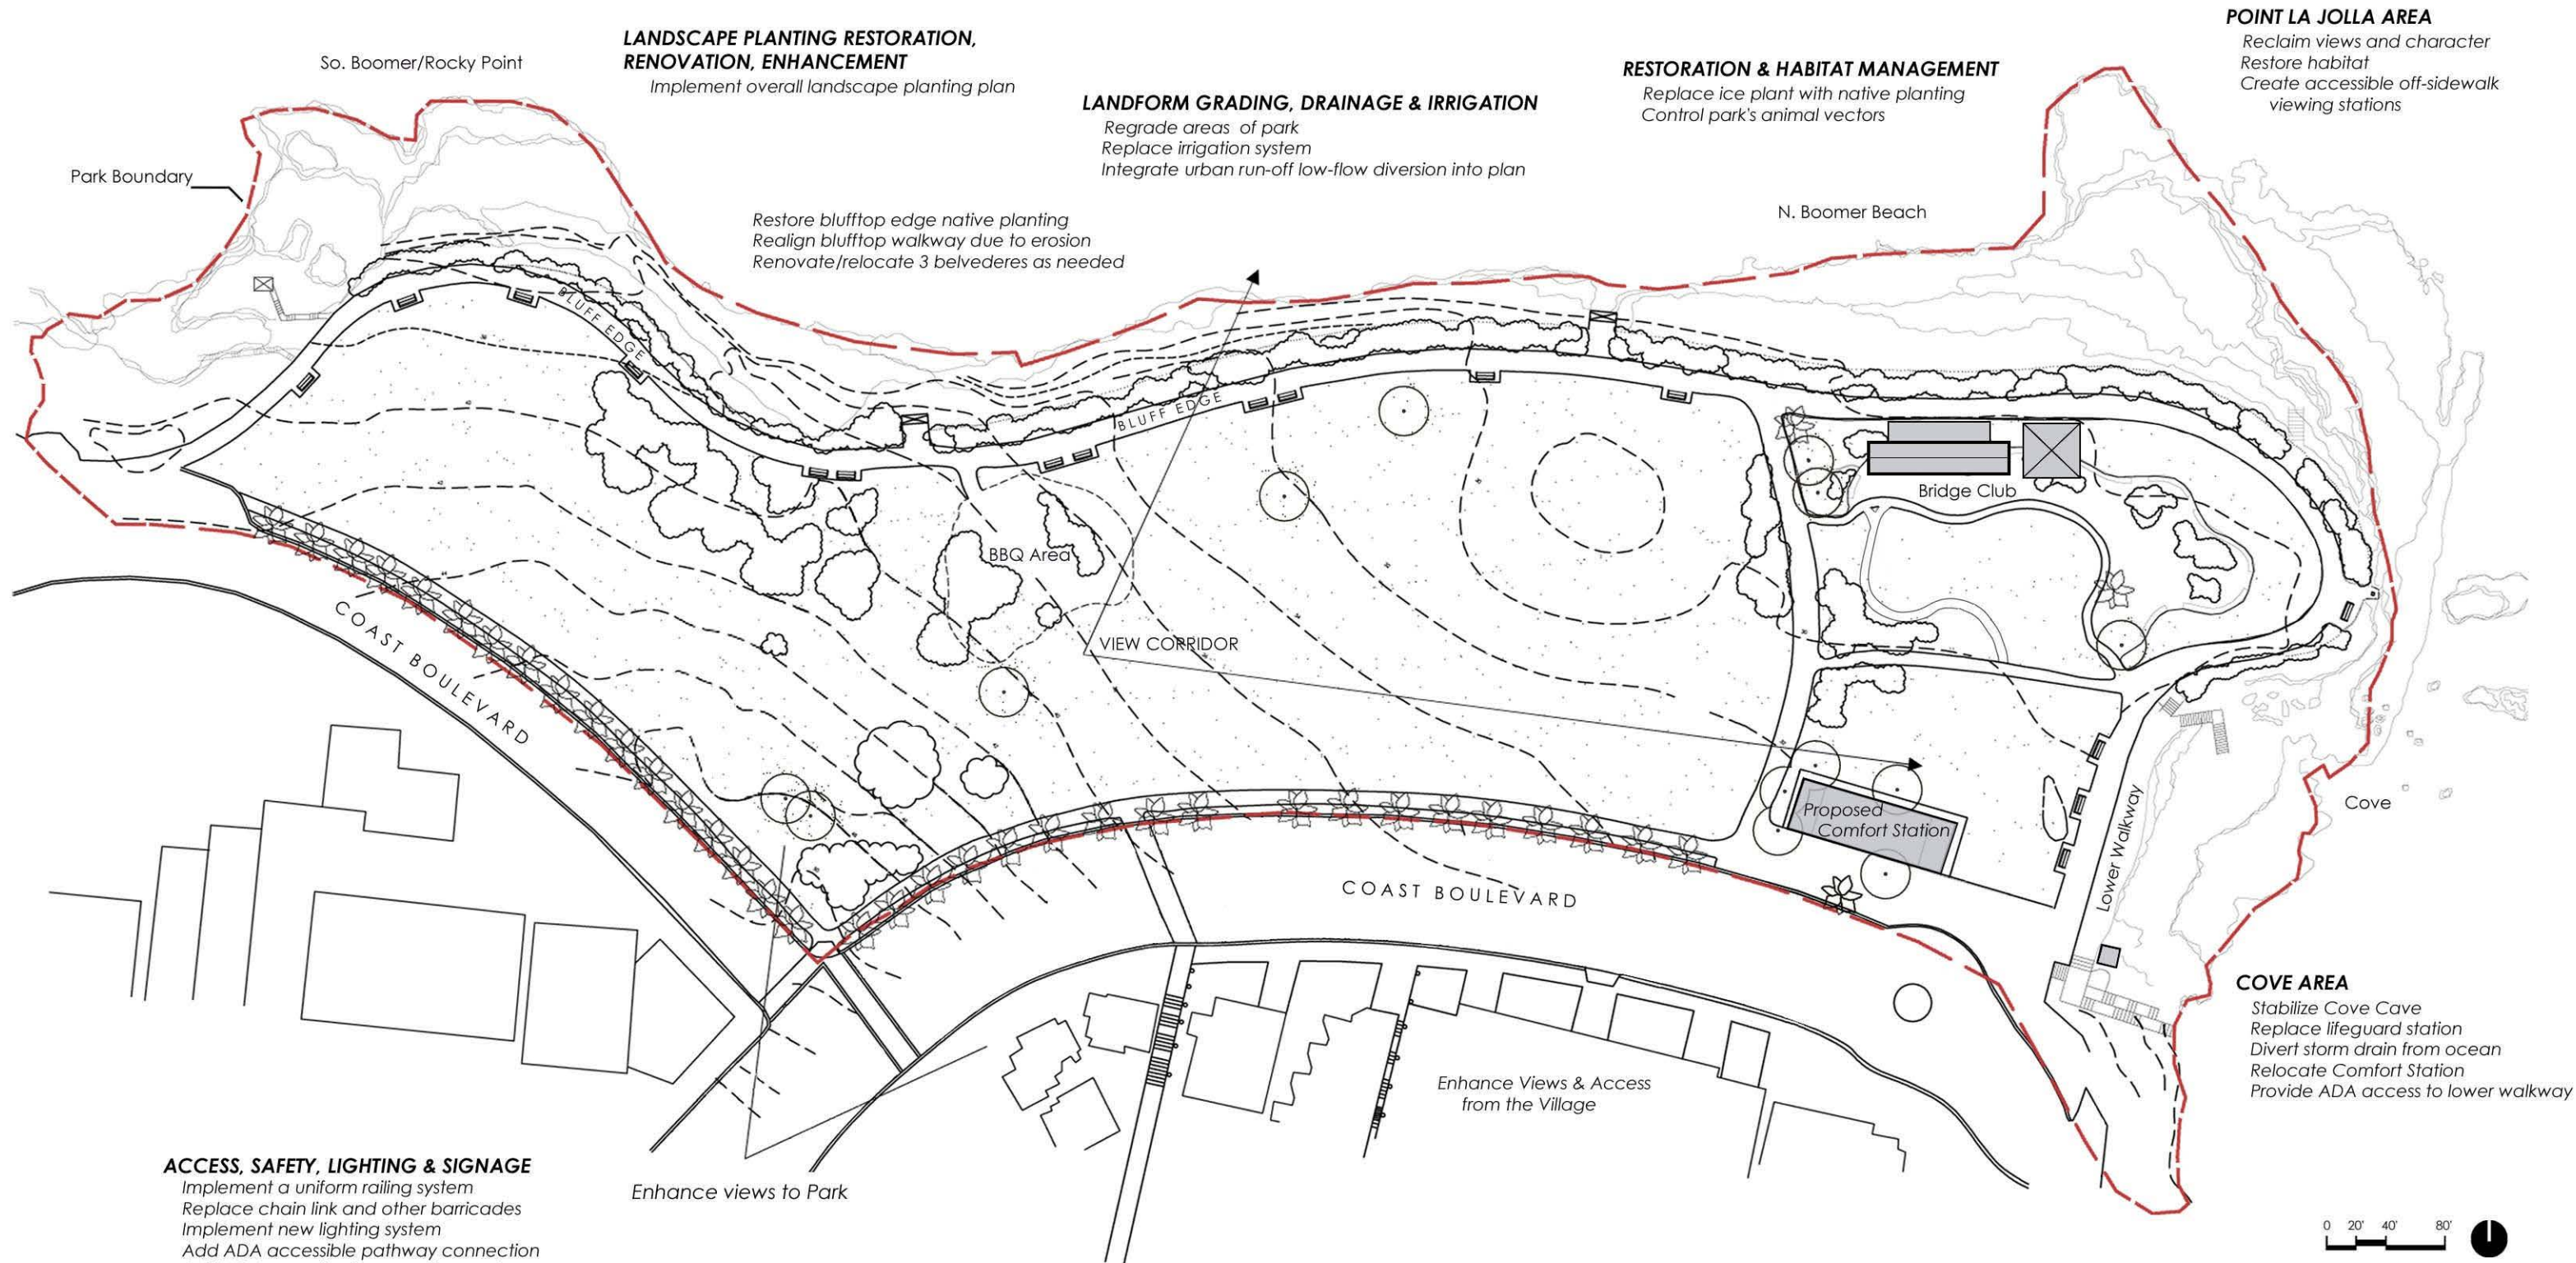 So. Boomer/Rocky Point
LANDSCAPE PLANTING RESTORATION,
RENOVATION, ENHANCEMENT
Implement overall landscape planting plan
LANDFORM GRADING, DRAINAGE & IRRIGATION
Regrade areas of park
Replace irrigation system
Integrate urban run-off low-flow diversion into plan
RESTORATION & HABITAT MANAGEMENT
Replace ice plant with native planting
Control park's animal vectors
POINT LA JOLLA AREA
Reclaim views and character
Restore habitat
Create accessible off-sidewalk
viewing stations
Park Boundary
Restore blufftop edge native planting
Realign blufftop walkway due to erosion
Renovate/relocate 3 belvederes as needed
N. Boomer Beach
BLUFF EDGE
BLUFF EDGE
Bridge Club
BBQ Area
VIEW CORRIDOR
COAST BOULEVARD
Proposed
Comfort Station
Cove
Lower Walkway
COAST BOULEVARD
COVE AREA
Stabilize Cove Cave
Replace lifeguard station
Divert storm drain from ocean
Relocate Comfort Station
Provide ADA access to lower walkway
Enhance Views & Access
from the Village
ACCESS, SAFETY, LIGHTING & SIGNAGE
Implement a uniform railing system
Replace chain link and other barricades
Implement new lighting system
Add ADA accessible pathway connection
Enhance views to Park
0 20' 40' 80'